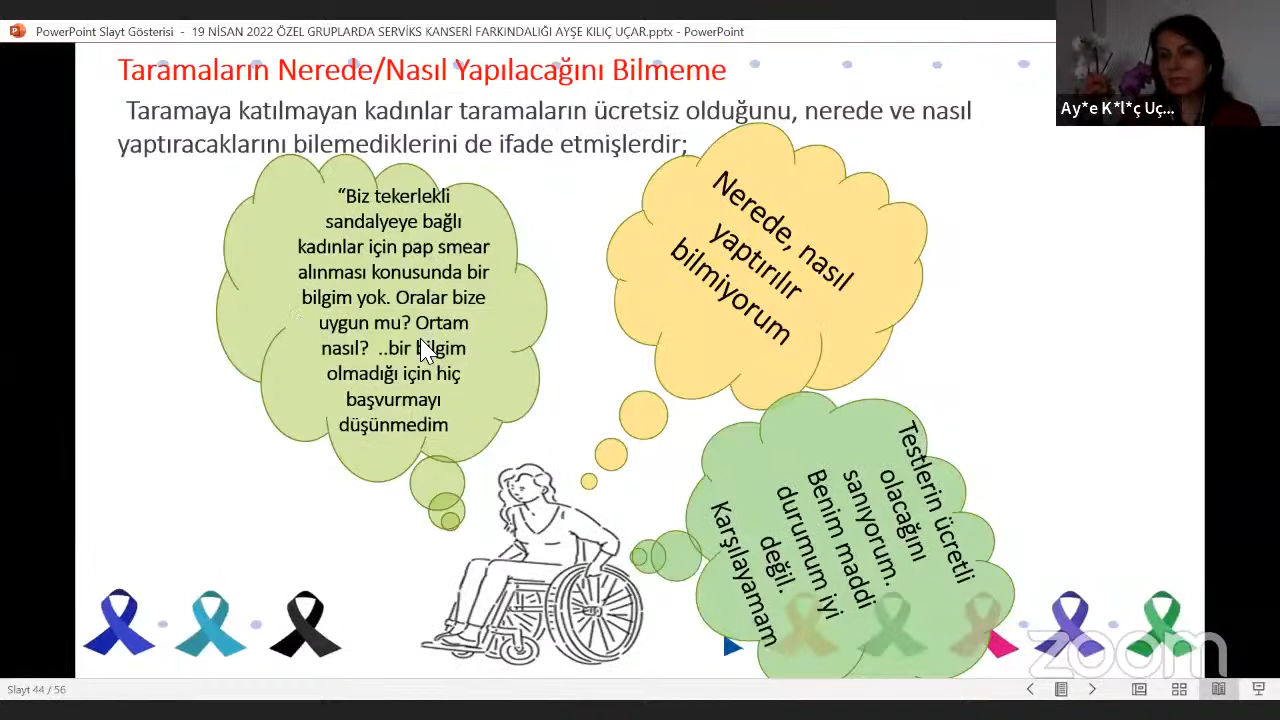 PowerPoint Slayt Gösterisi - 19 NİSAN 2022 ÖZEL GRUPLARDA SERVİKS KANSERİ FARKINDALIĞI AYŞE KILIÇ UÇAR.pptx - PowerPoint
Ay*e K*l*ç Uç...
Taramaların Nerede/Nasıl Yapılacağını Bilmeme
Taramaya katılmayan kadınlar taramaların ücretsiz olduğunu, nerede ve nasıl
yaptıracaklarını bilemediklerini de ifade etmişlerdir;
“Biz tekerlekli
sandalyeye bağlı
kadınlar için pap smear
alınması konusunda bir
bilgim yok. Oralar bize
uygun mu? Ortam
nasıl? ..bir bilgim
olmadığı için hiç
başvurmayı
düşünmedim
Nerede, nasıl
yaptırılır
bilmiyorum
Testlerin ücretli
olacağını
sanıyorum.
Benim maddi
durumum iyi
değil.
Karşılayamam
zoom
Slayt 44 / 56